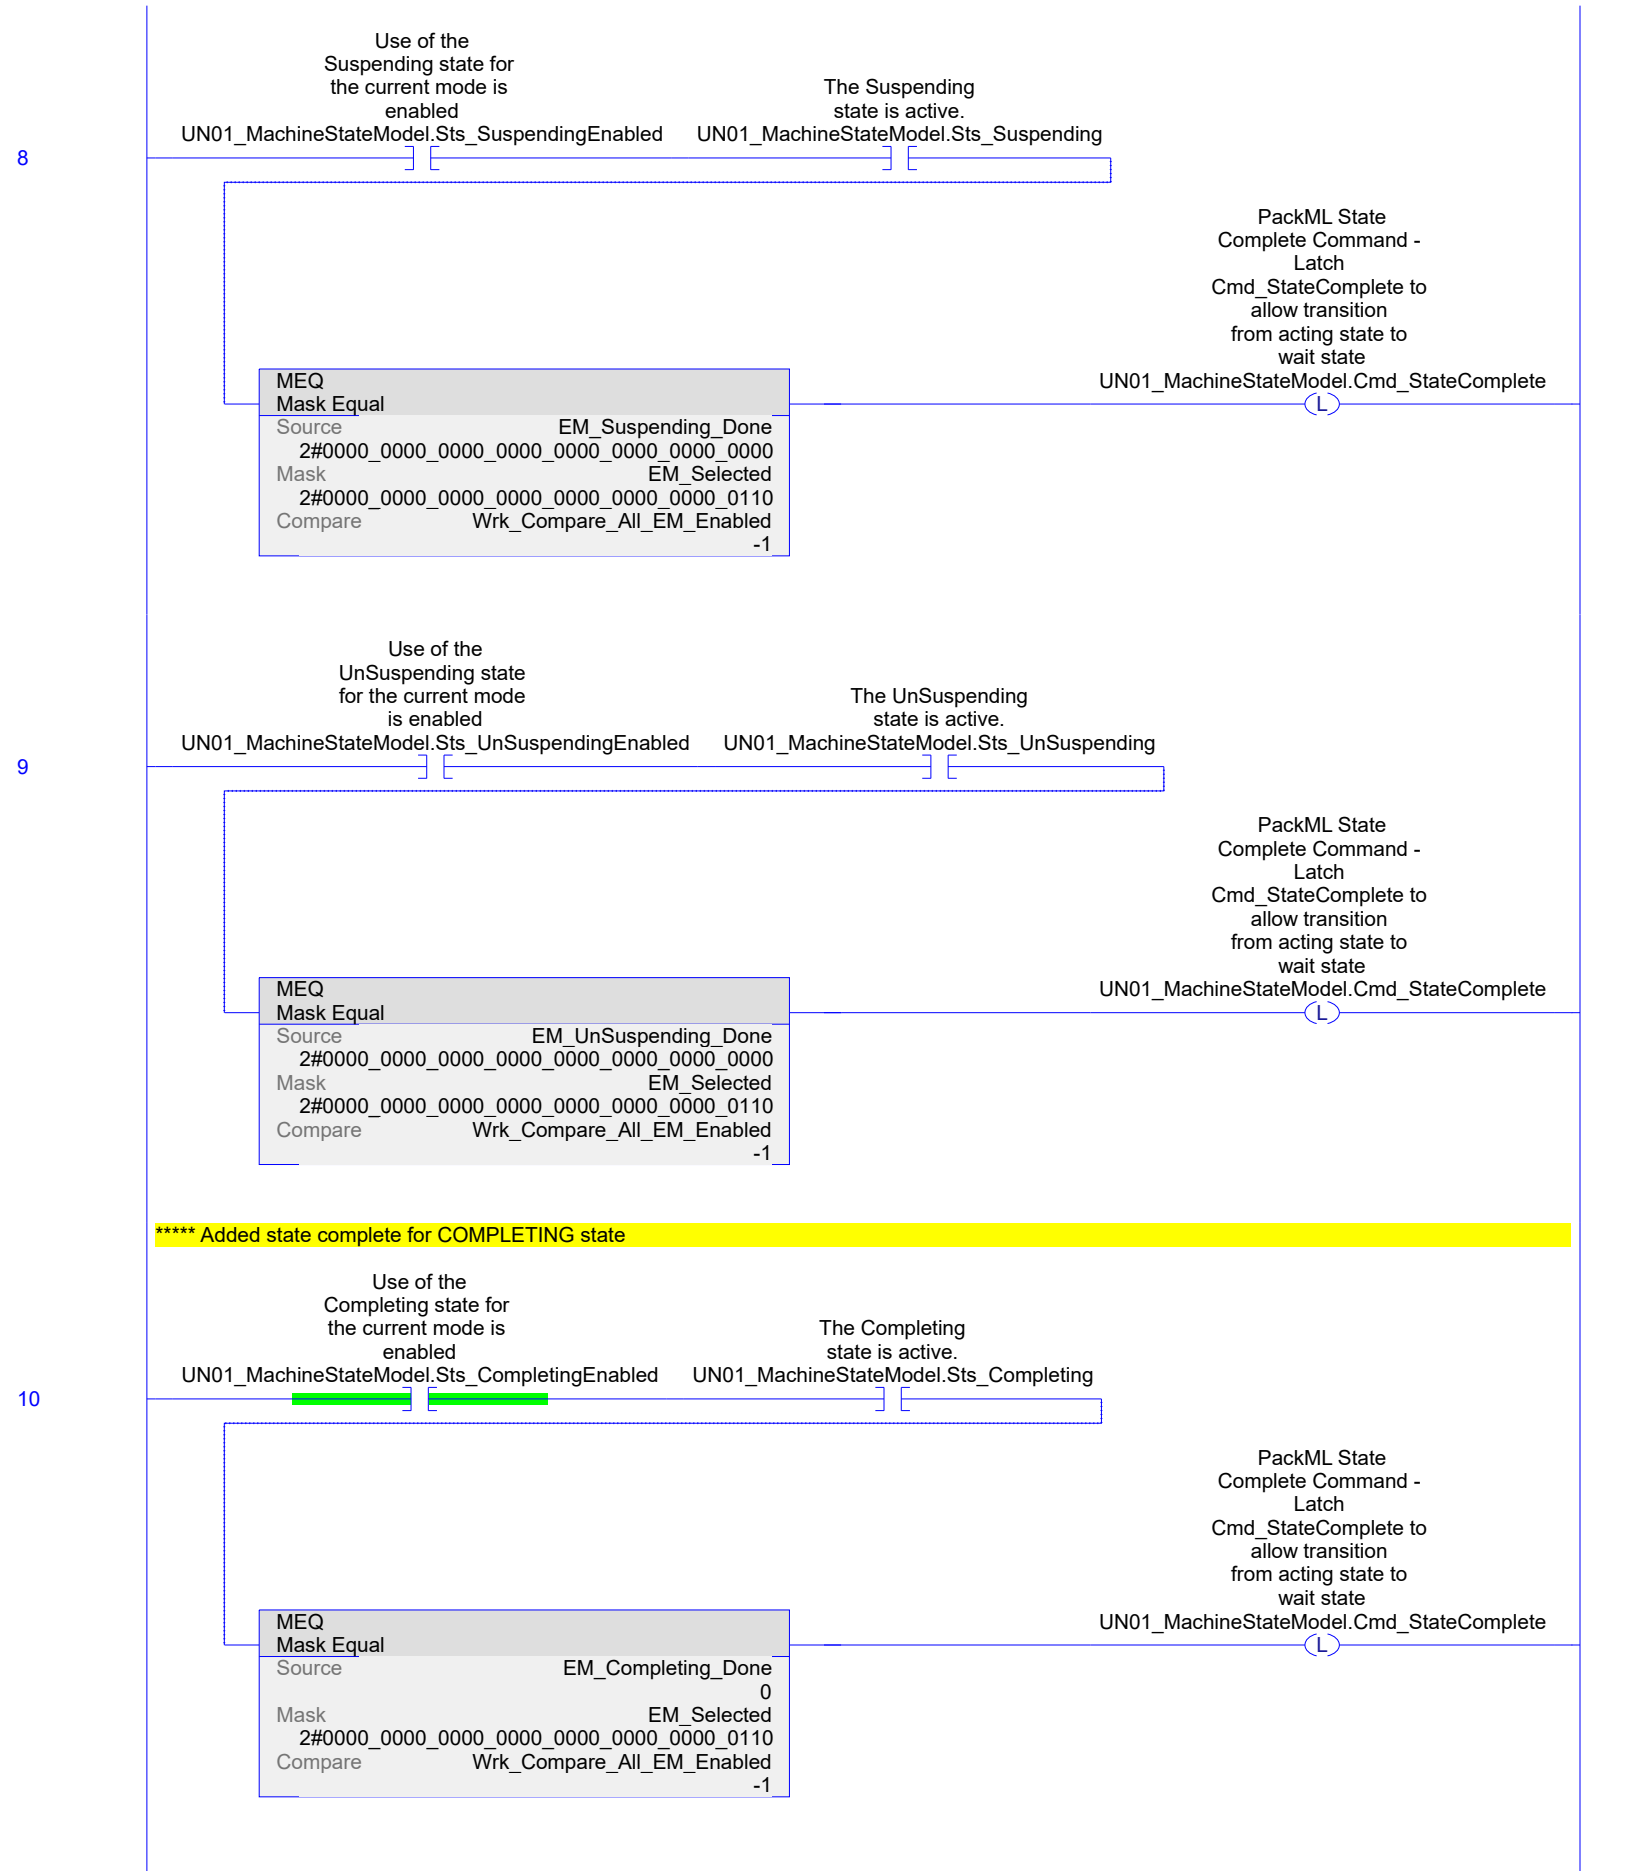 Use of the
Suspending state for
the current mode is
enabled
UN01_MachineStateModel.Sts_SuspendingEnabled
The Suspending
state is active.
UN01_MachineStateModel.Sts_Suspending
8
PackML State
Complete Command -
Latch
Cmd_StateComplete to
allow transition
from acting state to
wait state
UN01_MachineStateModel.Cmd_StateComplete
L
MEQ
Mask Equal
Source EM_Suspending_Done
2#0000_0000_0000_0000_0000_0000_0000_0000
Mask EM_Selected
2#0000_0000_0000_0000_0000_0000_0000_0110
Compare Wrk_Compare_All_EM_Enabled
-1
Use of the
UnSuspending state
for the current mode
is enabled
UN01_MachineStateModel.Sts_UnSuspendingEnabled
The UnSuspending
state is active.
UN01_MachineStateModel.Sts_UnSuspending
9
PackML State
Complete Command -
Latch
Cmd_StateComplete to
allow transition
from acting state to
wait state
UN01_MachineStateModel.Cmd_StateComplete
L
MEQ
Mask Equal
Source EM_UnSuspending_Done
2#0000_0000_0000_0000_0000_0000_0000_0000
Mask EM_Selected
2#0000_0000_0000_0000_0000_0000_0000_0110
Compare Wrk_Compare_All_EM_Enabled
-1
***** Added state complete for COMPLETING state
Use of the
Completing state for
the current mode is
enabled
UN01_MachineStateModel.Sts_CompletingEnabled
The Completing
state is active.
UN01_MachineStateModel.Sts_Completing
10
PackML State
Complete Command -
Latch
Cmd_StateComplete to
allow transition
from acting state to
wait state
UN01_MachineStateModel.Cmd_StateComplete
L
MEQ
Mask Equal
Source EM_Completing_Done
0
Mask EM_Selected
2#0000_0000_0000_0000_0000_0000_0000_0110
Compare Wrk_Compare_All_EM_Enabled
-1